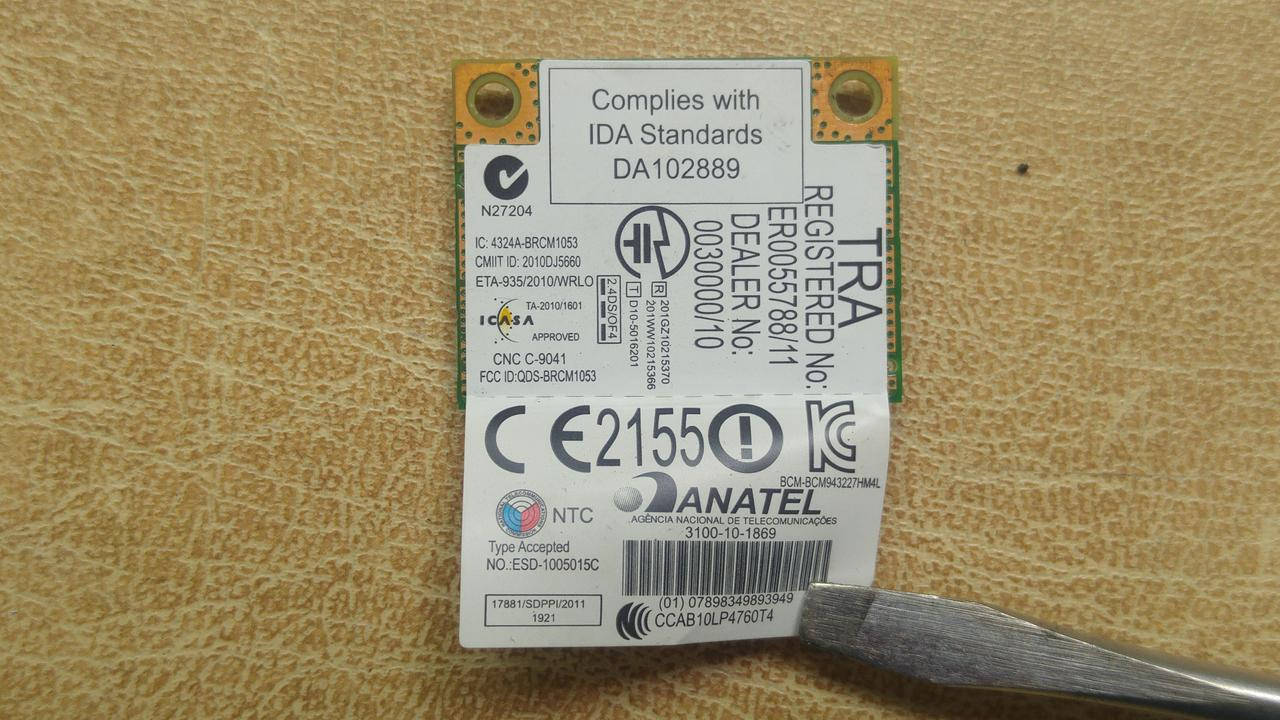 Complies with
IDA Standards
DA102889
N27204
IC: 4324A-BRCM1053
CMIIT ID: 2010DJ5660
ETA-935/2010/WRLO
ICASA
TA-2010/1601
APPROVED
CNC C-9041
FCC ID:QDS-BRCM1053
2.4DS/OF4
R 201GZ10215370
201WW10215366
T D10-5016201
TRA
REGISTERED No:
ER0055788/11
DEALER No:
0030000/10
CE2155
BCM-BCM943227HM4L
NTC
Type Accepted
NO.:ESD-1005015C
ANATEL
AGÊNCIA NACIONAL DE TELECOMUNICAÇÕES
3100-10-1869
(01) 07898349893949
17881/SDPPI/2011
1921
CCAB10LP4760T4